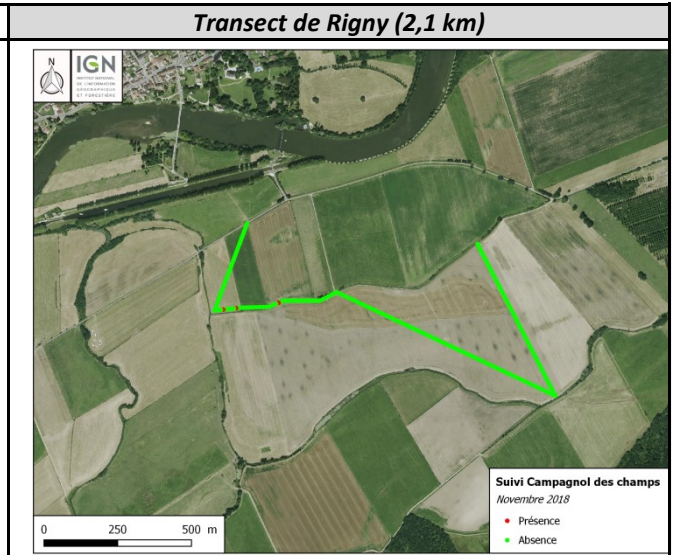 Transect de Rigny (2,1 km)
N
IGN
INSTITUT NATIONAL
DE L'INFORMATION
GÉOGRAPHIQUE
ET FORESTIÈRE
Suivi Campagnol des champs
Novembre 2018
Présence
Absence
0 250 500 m